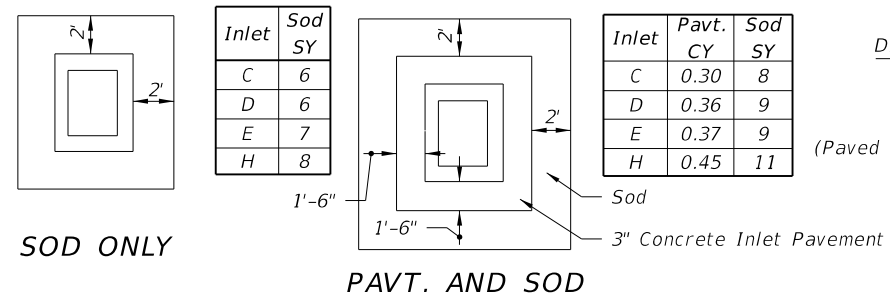 2'
2'
Inlet Sod SY
C 6
D 6
E 7
H 8
SOD ONLY
2'
2'
1'-6"
1'-6"
Inlet Pavt. CY Sod SY
C 0.30 8
D 0.36 9
E 0.37 9
H 0.45 11
Sod
3" Concrete Inlet Pavement
PAVT. AND SOD
D
(Paved